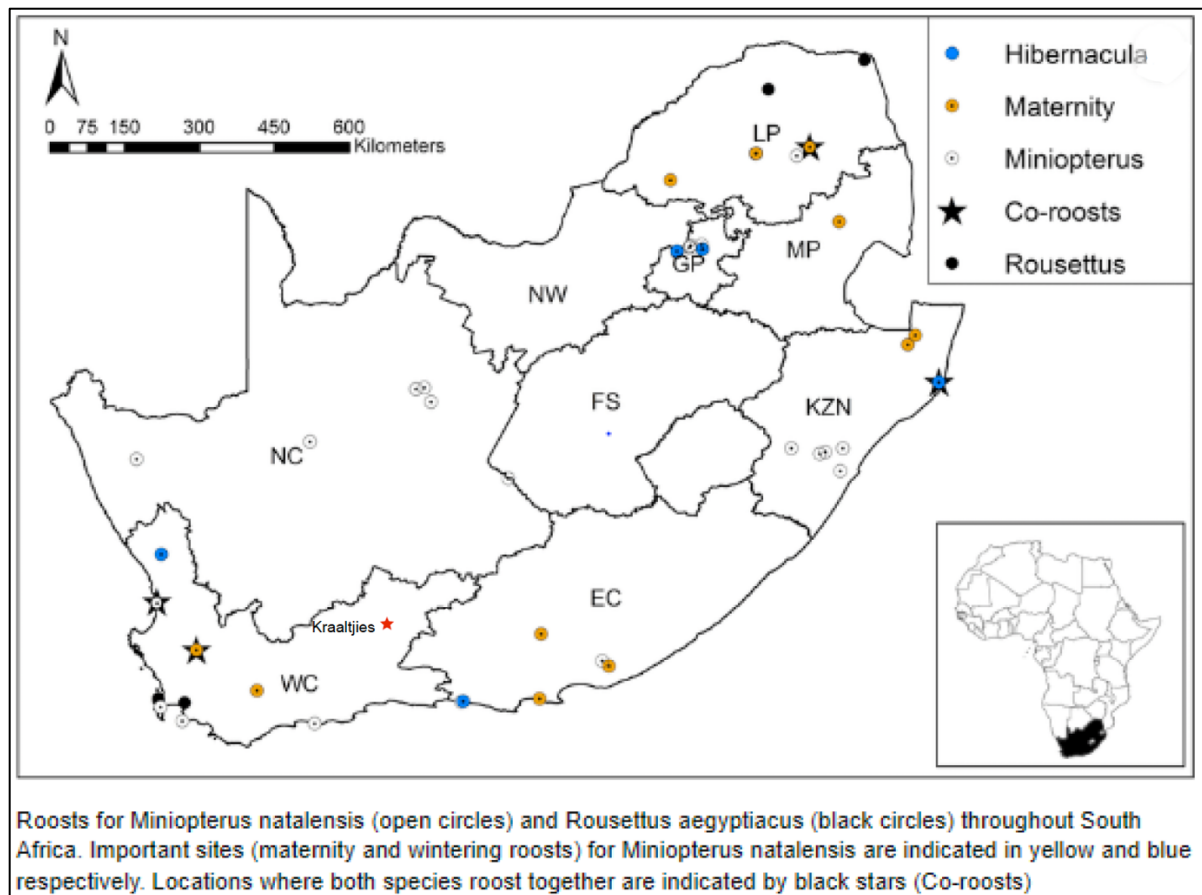 N
0 75 150 300 450 600
Kilometers
Hibernacula
Maternity
Miniopterus
Co-roosts
Rousettus
LP
MP
GP
NW
FS
KZN
NC
EC
Kraaltjies
WC
Roosts for Miniopterus natalensis (open circles) and Rousettus aegyptiacus (black circles) throughout South
Africa. Important sites (maternity and wintering roosts) for Miniopterus natalensis are indicated in yellow and blue
respectively. Locations where both species roost together are indicated by black stars (Co-roosts)